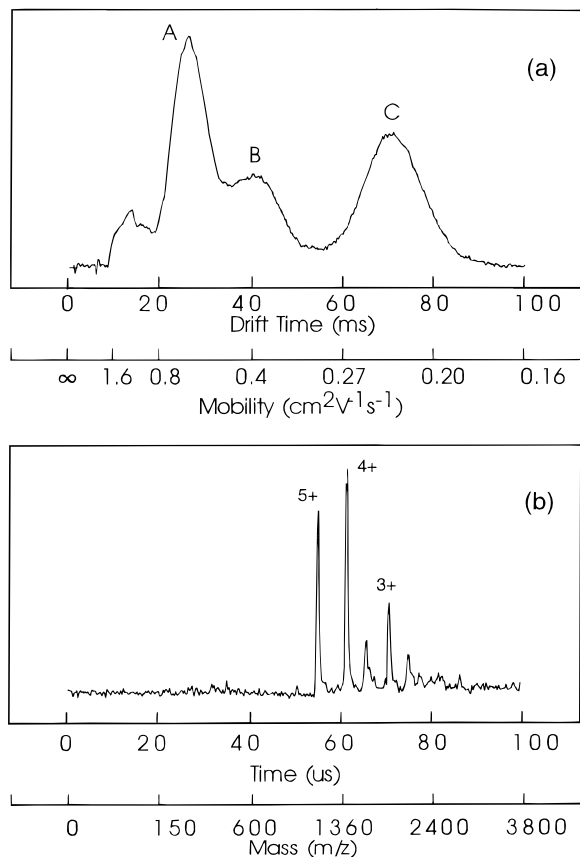 A
(a)
C
B
0 20 40 60 80 100
Drift Time (ms)
∞ 1.6 0.8 0.4 0.27 0.20 0.16
Mobility (cm2V-1s-1)
4+
5+
(b)
3+
0 20 40 60 80 100
Time (us)
0 150 600 1360 2400 3800
Mass (m/z)